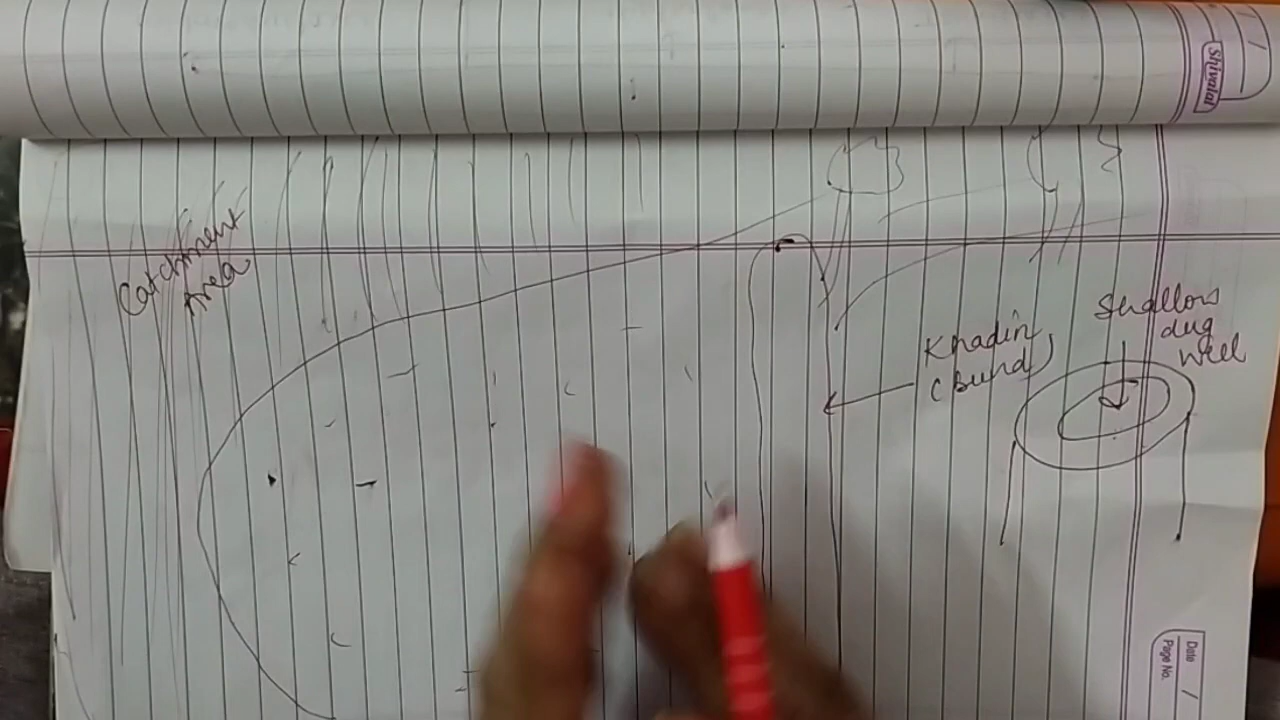 Catchment
Area
Khadin
(Bund)
Shallow
dug
Well
Shivalal
Date
Page No.